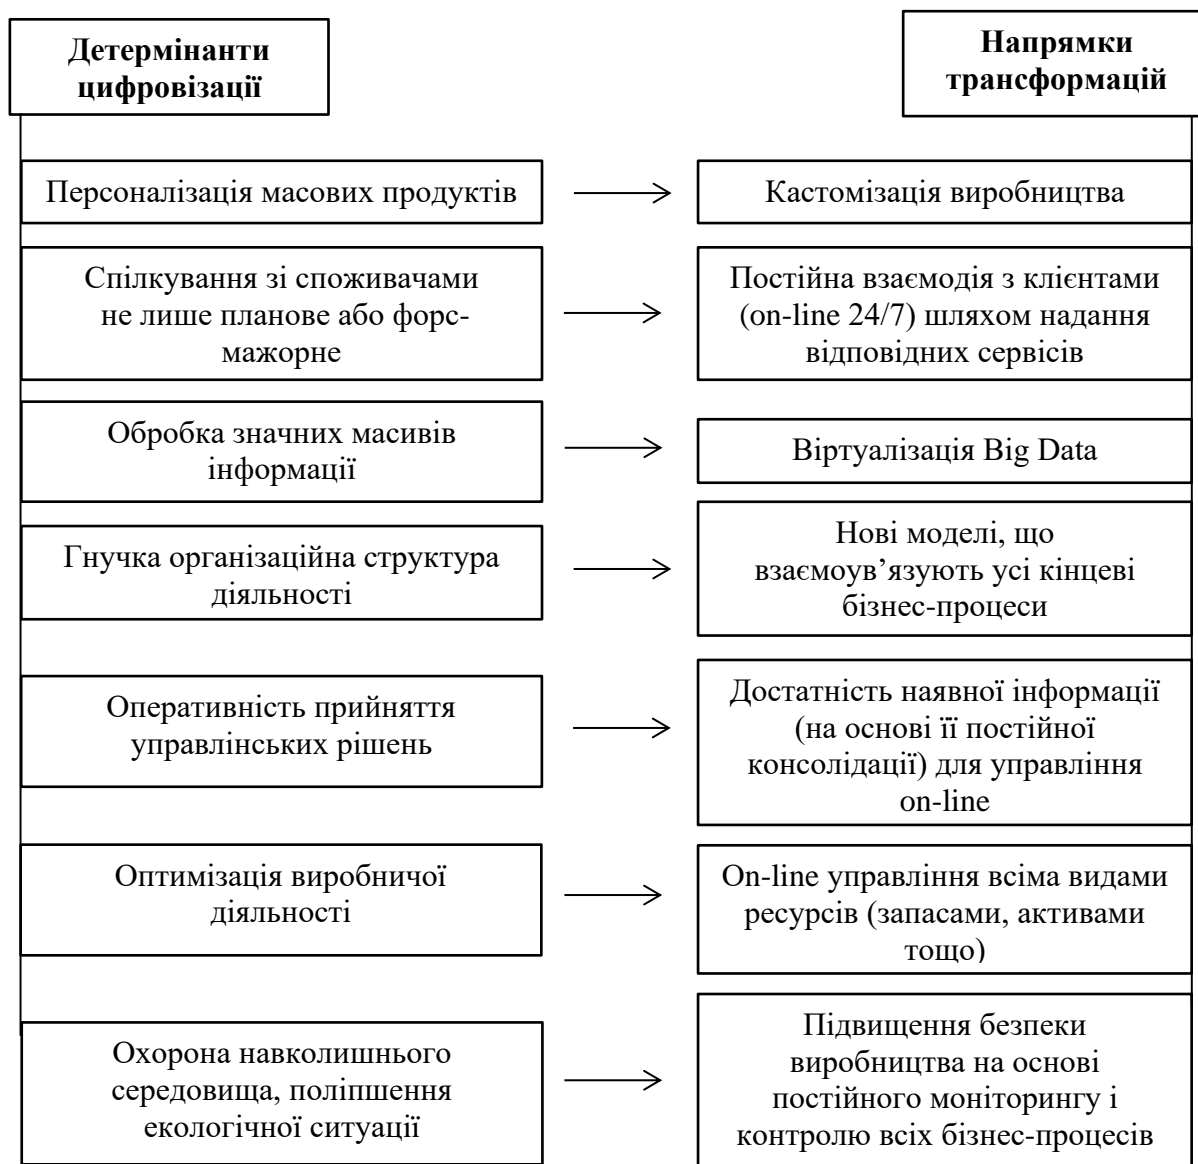 Детермінанти
цифровізації
Напрямки
трансформацій
Персоналізація масових продуктів
Кастомізація виробництва
Спілкування зі споживачами
не лише планове або форс-
мажорне
Постійна взаємодія з клієнтами
(on-line 24/7) шляхом надання
відповідних сервісів
Обробка значних масивів
інформації
Віртуалізація Big Data
Гнучка організаційна структура
діяльності
Нові моделі, що
взаємоув’язують усі кінцеві
бізнес-процеси
Оперативність прийняття
управлінських рішень
Достатність наявної інформації
(на основі її постійної
консолідації) для управління
on-line
Оптимізація виробничої
діяльності
On-line управління всіма видами
ресурсів (запасами, активами
тощо)
Охорона навколишнього
середовища, поліпшення
екологічної ситуації
Підвищення безпеки
виробництва на основі
постійного моніторингу і
контролю всіх бізнес-процесів